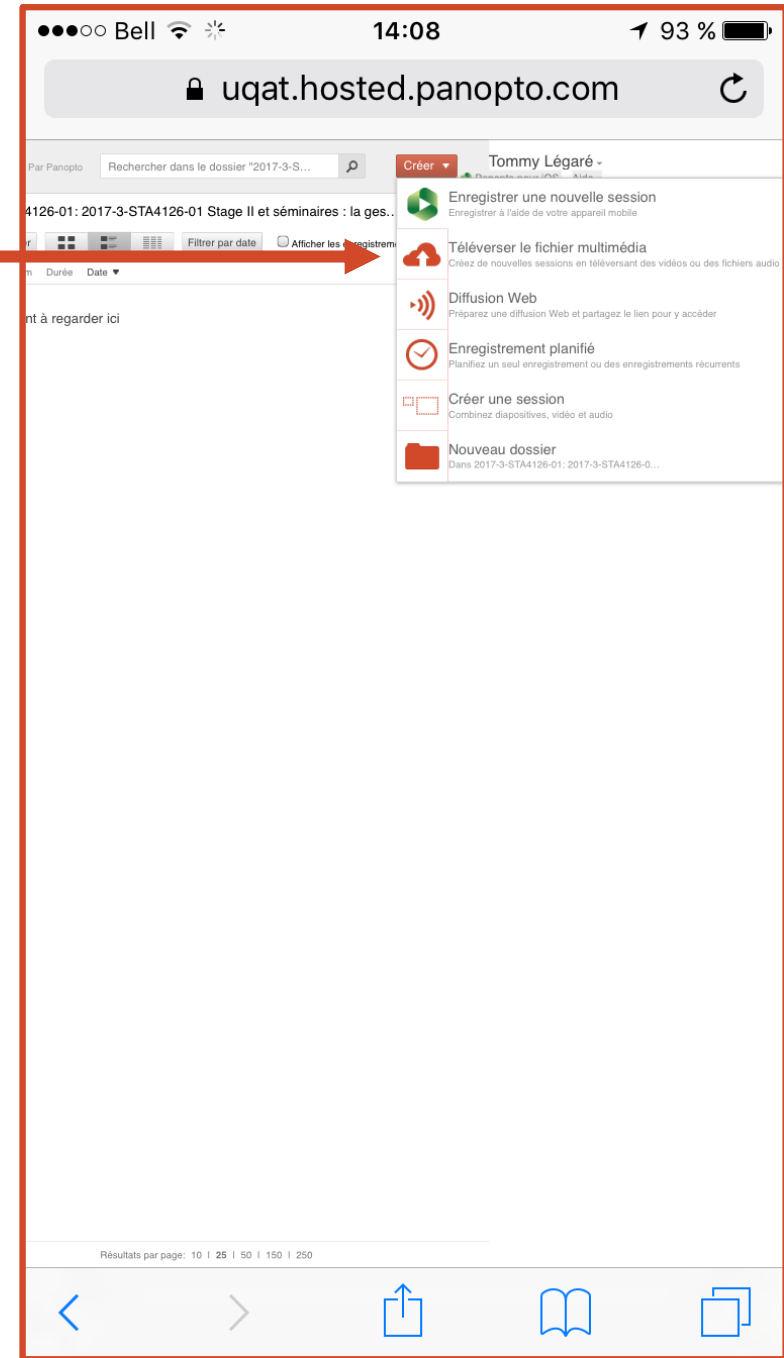 Bell 14:08 93 %
uqat.hosted.panopto.com
Par Panopto Rechercher dans le dossier "2017-3-S... Créer Tommy Légaré
Aide
4126-01: 2017-3-STA4126-01 Stage II et séminaires : la ges...
Filtrer par date Afficher les
Durée Date
à regarder ici
Enregistrer une nouvelle session
Enregistrer à l'aide de votre appareil mobile
Téléverser le fichier multimédia
Créez de nouvelles sessions en téléversant des vidéos ou des fichiers audio
Diffusion Web
Préparez une diffusion Web et partagez le lien pour y accéder
Enregistrement planifié
Planifiez un seul enregistrement ou des enregistrements récurrents
Créer une session
Combinez diapositives, vidéo et audio
Nouveau dossier
Dans 2017-3-STA4126-01: 2017-3-STA4126-0...
Résultats par page: 10 | 25 | 50 | 150 | 250